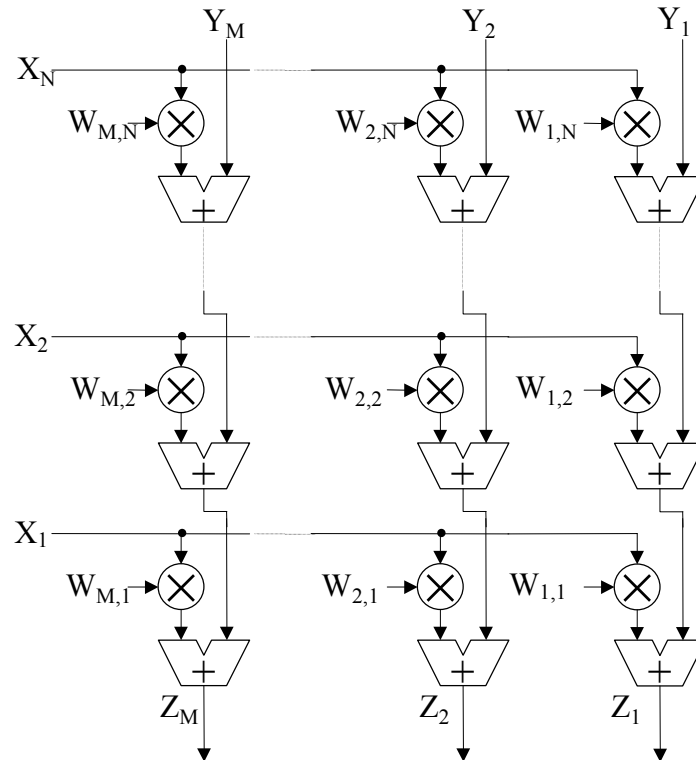 Y_M Y_2 Y_1
X_N
W_{M,N} W_{2,N} W_{1,N}
+ + +
X_2
W_{M,2} W_{2,2} W_{1,2}
+ + +
X_1
W_{M,1} W_{2,1} W_{1,1}
+ + +
Z_M Z_2 Z_1